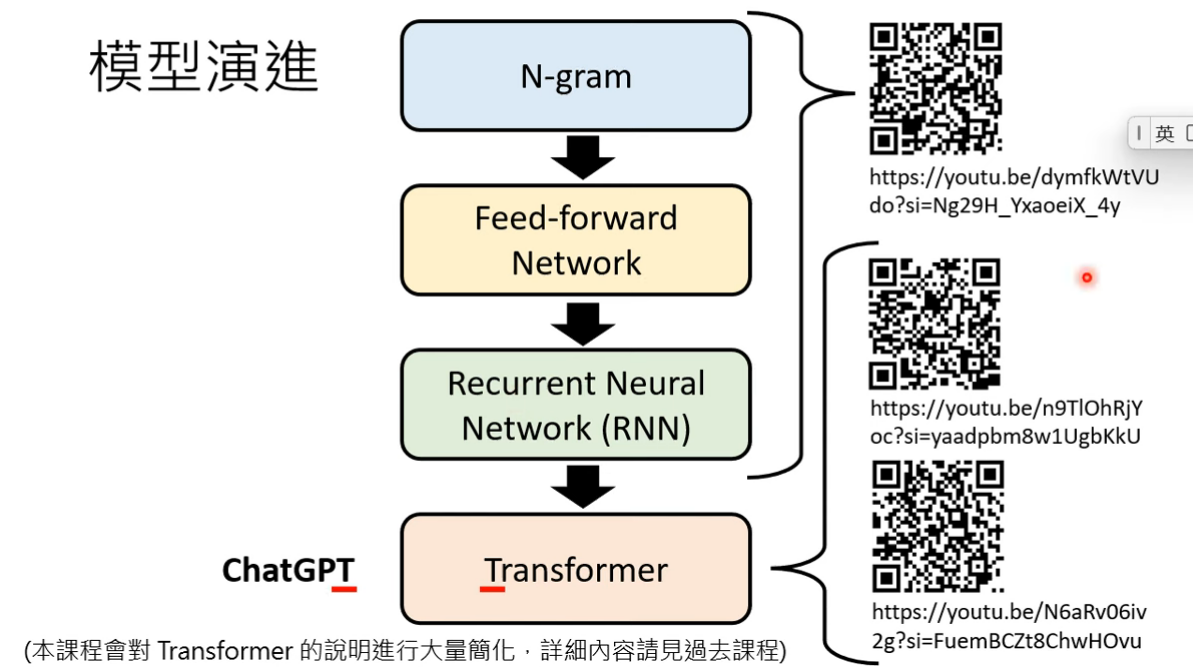 模型演進
N-gram
Feed-forward
Network
Recurrent Neural
Network (RNN)
ChatGPT
Transformer
(本課程會對 Transformer 的說明進行大量簡化，詳細內容請見過去課程)
https://youtu.be/dymfkWtVU
do?si=Ng29H_YxaoeiX_4y
英
https://youtu.be/n9TlOhRjY
oc?si=yaadpbm8w1UgbKkU
https://youtu.be/N6aRv06iv
2g?si=FuemBCZt8ChwHOvu